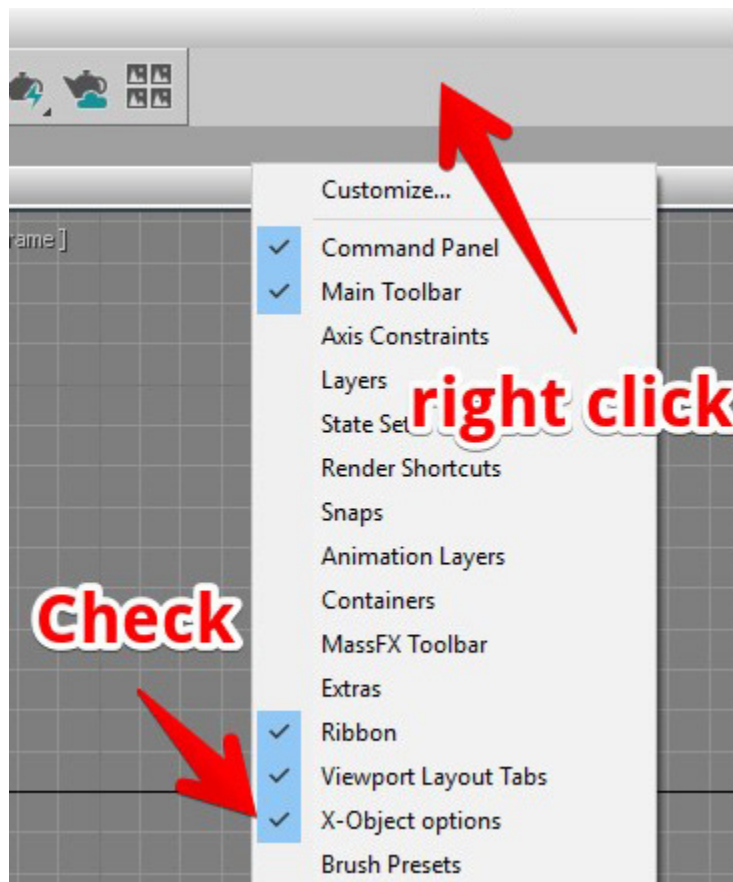 rame ]
Customize...
Command Panel
Main Toolbar
Axis Constraints
Layers
right click
State Set
Render Shortcuts
Snaps
Animation Layers
Containers
Check
MassFX Toolbar
Extras
Ribbon
Viewport Layout Tabs
X-Object options
Brush Presets